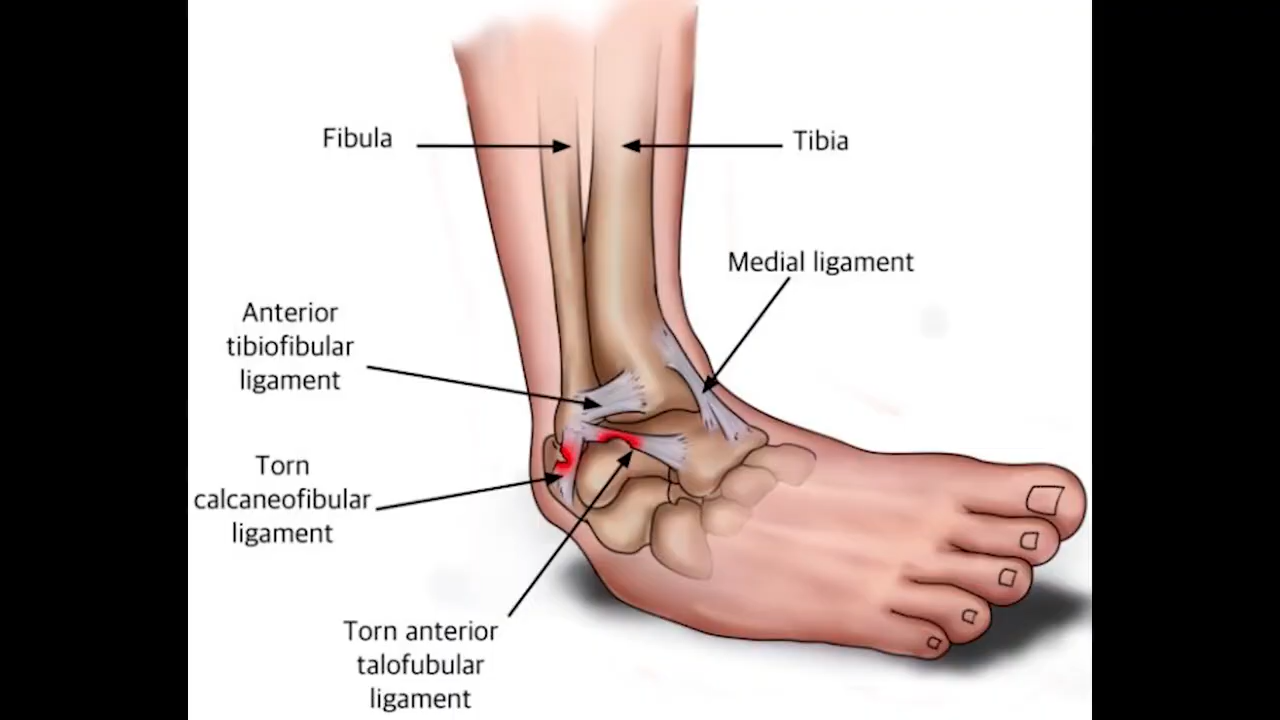 Fibula
Tibia
Medial ligament
Anterior
tibiofibular
ligament
Torn
calcaneofibular
ligament
Torn anterior
talofubular
ligament